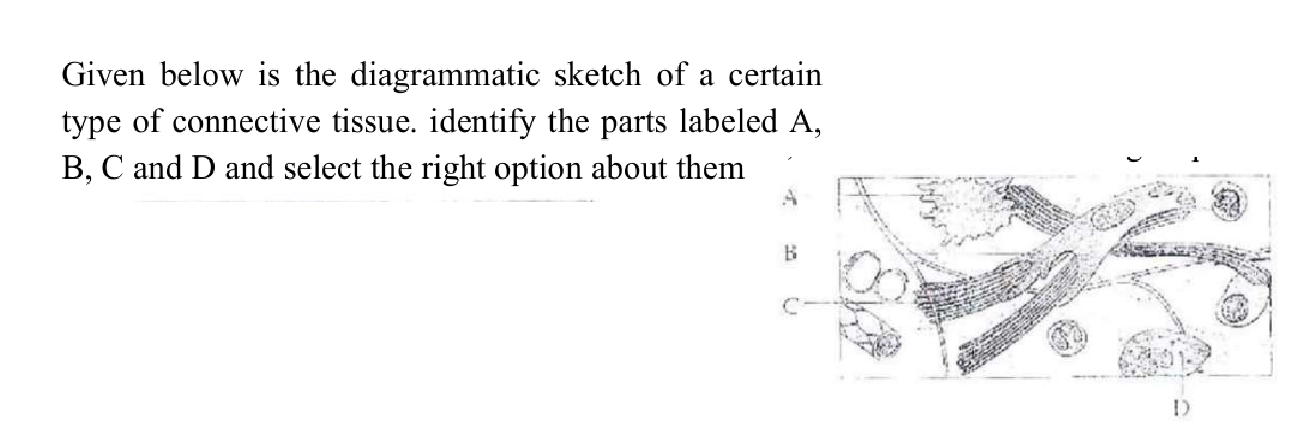 Given below is the diagrammatic sketch of a certain
type of connective tissue. identify the parts labeled A,
B, C and D and select the right option about them
A
B
C
D